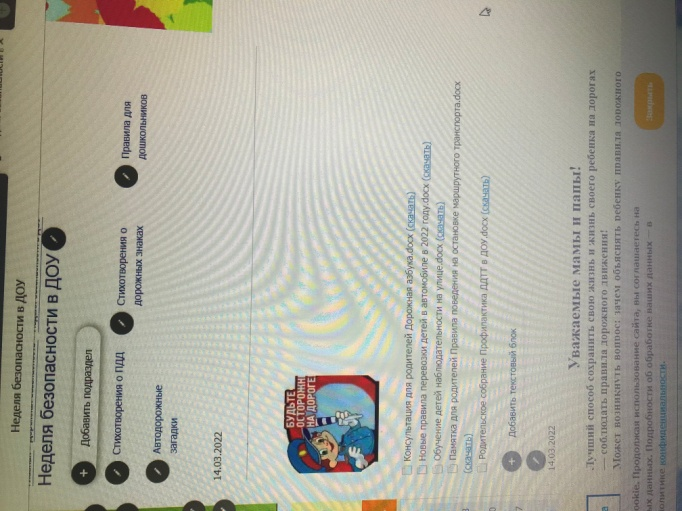 Неделя безопасности в ДОУ
Неделя безопасности в ДОУ
Добавить подраздел
Стихотворения о ПДД
Стихотворения о
дорожных знаках
Правила для
дошкольников
Автодорожные
загадки
14.03.2022
БУДЬТЕ
ОСТОРОЖНЫ
НА ДОРОГЕ
Консультация для родителей Дорожная азбука.docx (скачать)
Новые правила перевозки детей в автомобиле в 2022 году.docx (скачать)
Обучение детей наблюдательности на улице.docx (скачать)
Памятка для родителей Правила поведения на остановке маршрутного транспорта.docx
(скачать)
Родительское собрание Профилактика ДДТТ в ДОУ.docx (скачать)
Добавить текстовый блок
14.03.2022
Уважаемые мамы и папы!
Лучший способ сохранить свою жизнь и жизнь своего ребенка на дорогах
— соблюдать правила дорожного движения!
Может возникнуть вопрос: зачем объяснять ребенку правила дорожного
cookie. Продолжая использование сайта, вы соглашаетесь на
данных. Подробности об обработке ваших данных — в
политике конфиденциальности.
Закрыть